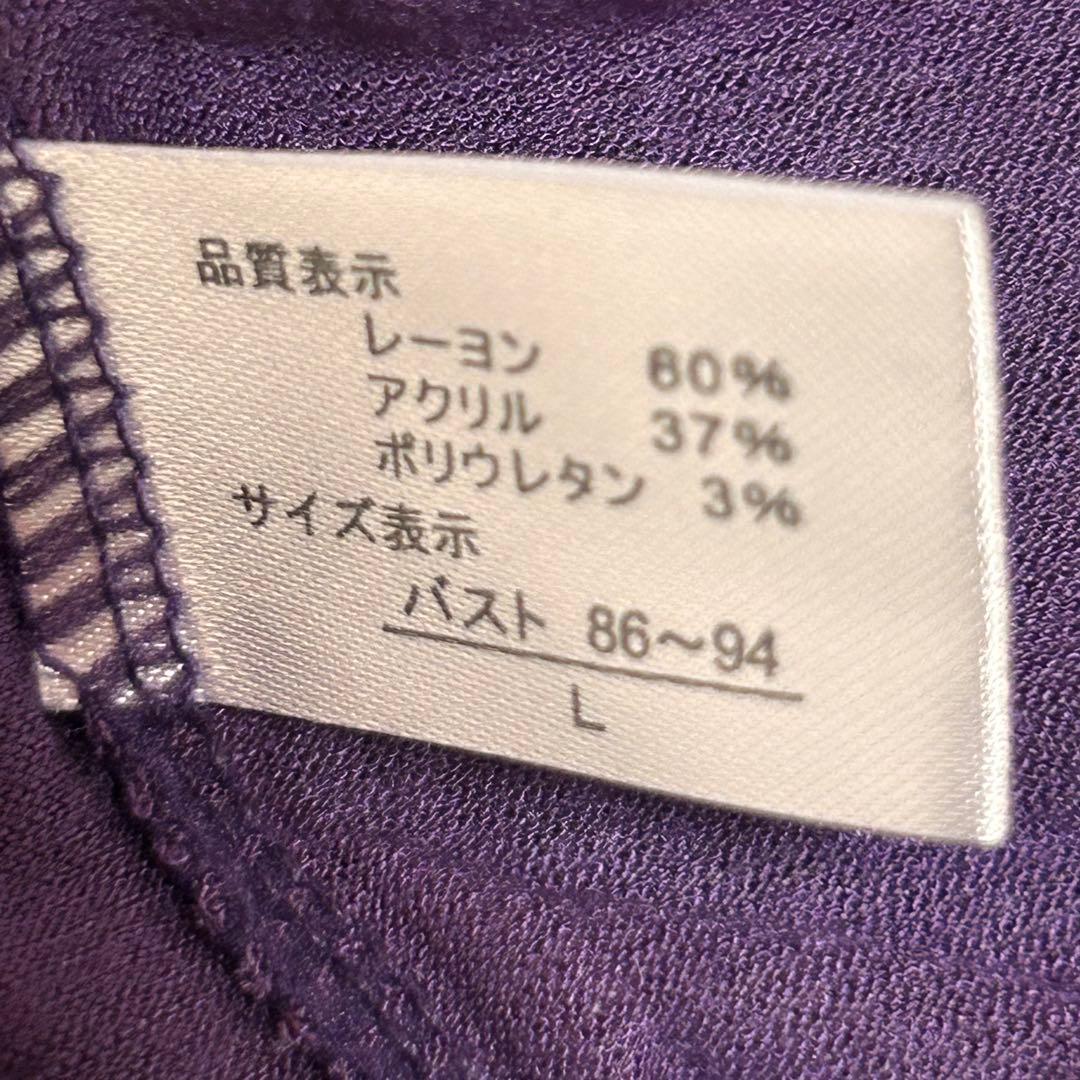 品質表示
レーヨン 60%
アクリル 37%
ポリウレタン 3%
サイズ表示
バスト 86～94
L